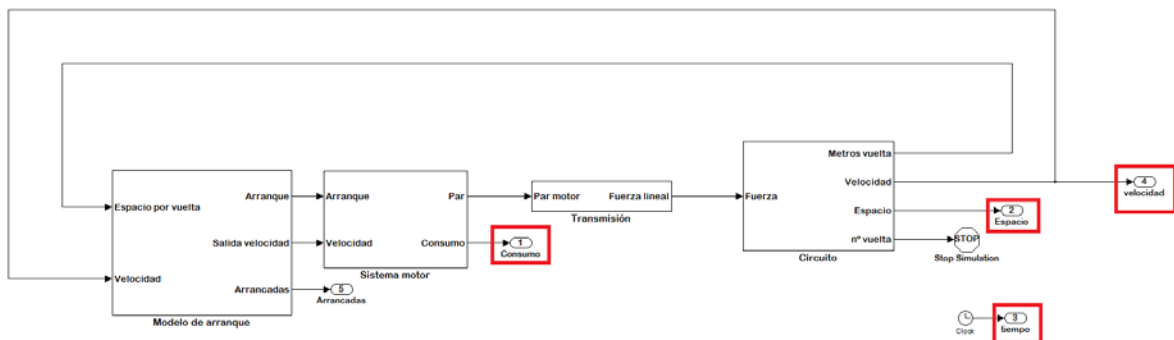 Metros vuelta
Espacio por vuelta
Arranque
Arranque
Par
Par motor
Fuerza lineal
Fuerza
Velocidad
4
velocidad
Transmisión
Espacio
2
Espacio
Salida velocidad
Velocidad
Consumo
1
Consumo
nº vuelta
STOP
Stop Simulation
Circuito
Sistema motor
Velocidad
Arrancadas
5
Arrancadas
Modelo de arranque
Clock
3
tiempo